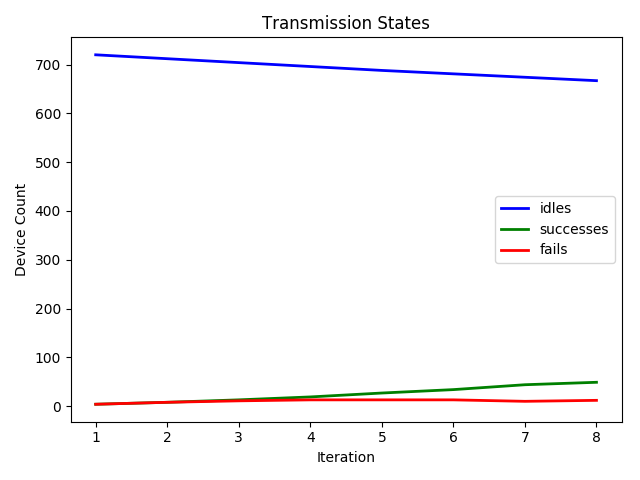 Transmission States
Device Count
700
600
500
400
300
200
100
0
idles
successes
fails
1 2 3 4 5 6 7 8
Iteration